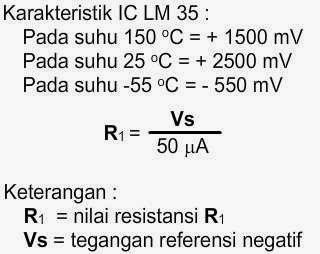 Karakteristik IC LM 35 :
Pada suhu 150 °C = + 1500 mV
Pada suhu 25 °C = + 2500 mV
Pada suhu -55 °C = - 550 mV
R₁ = Vs / 50 µA
Keterangan :
R₁ = nilai resistansi R₁
Vs = tegangan referensi negatif